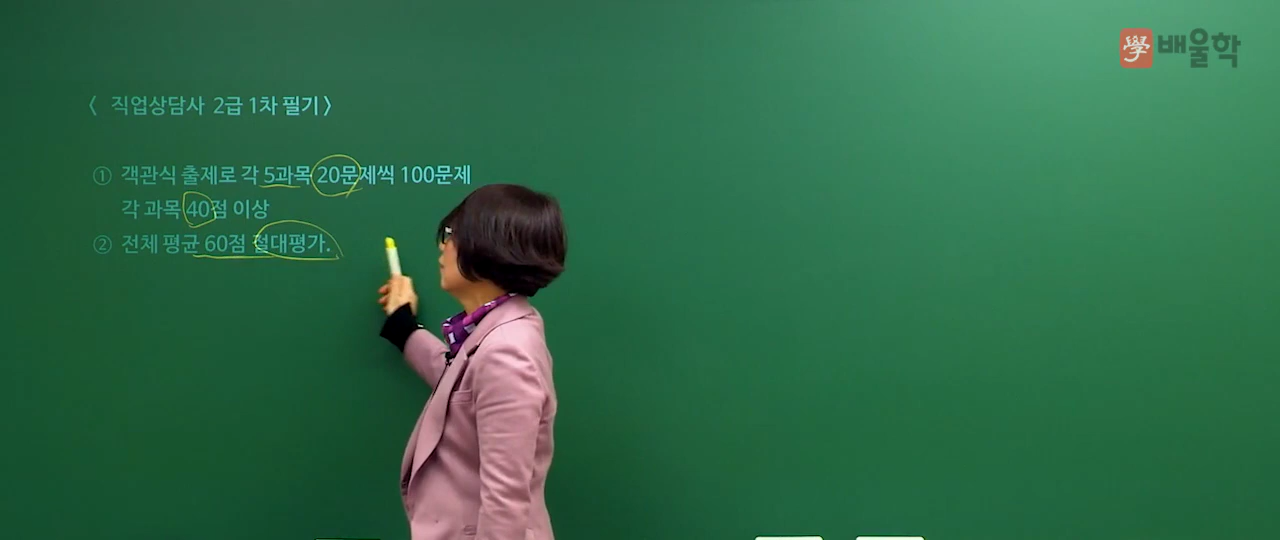 學 배울학
〈 직업상담사 2급 1차 필기 〉
① 객관식 출제로 각 5과목 20문제씩 100문제
각 과목 40점 이상
② 전체 평균 60점 절대평가.